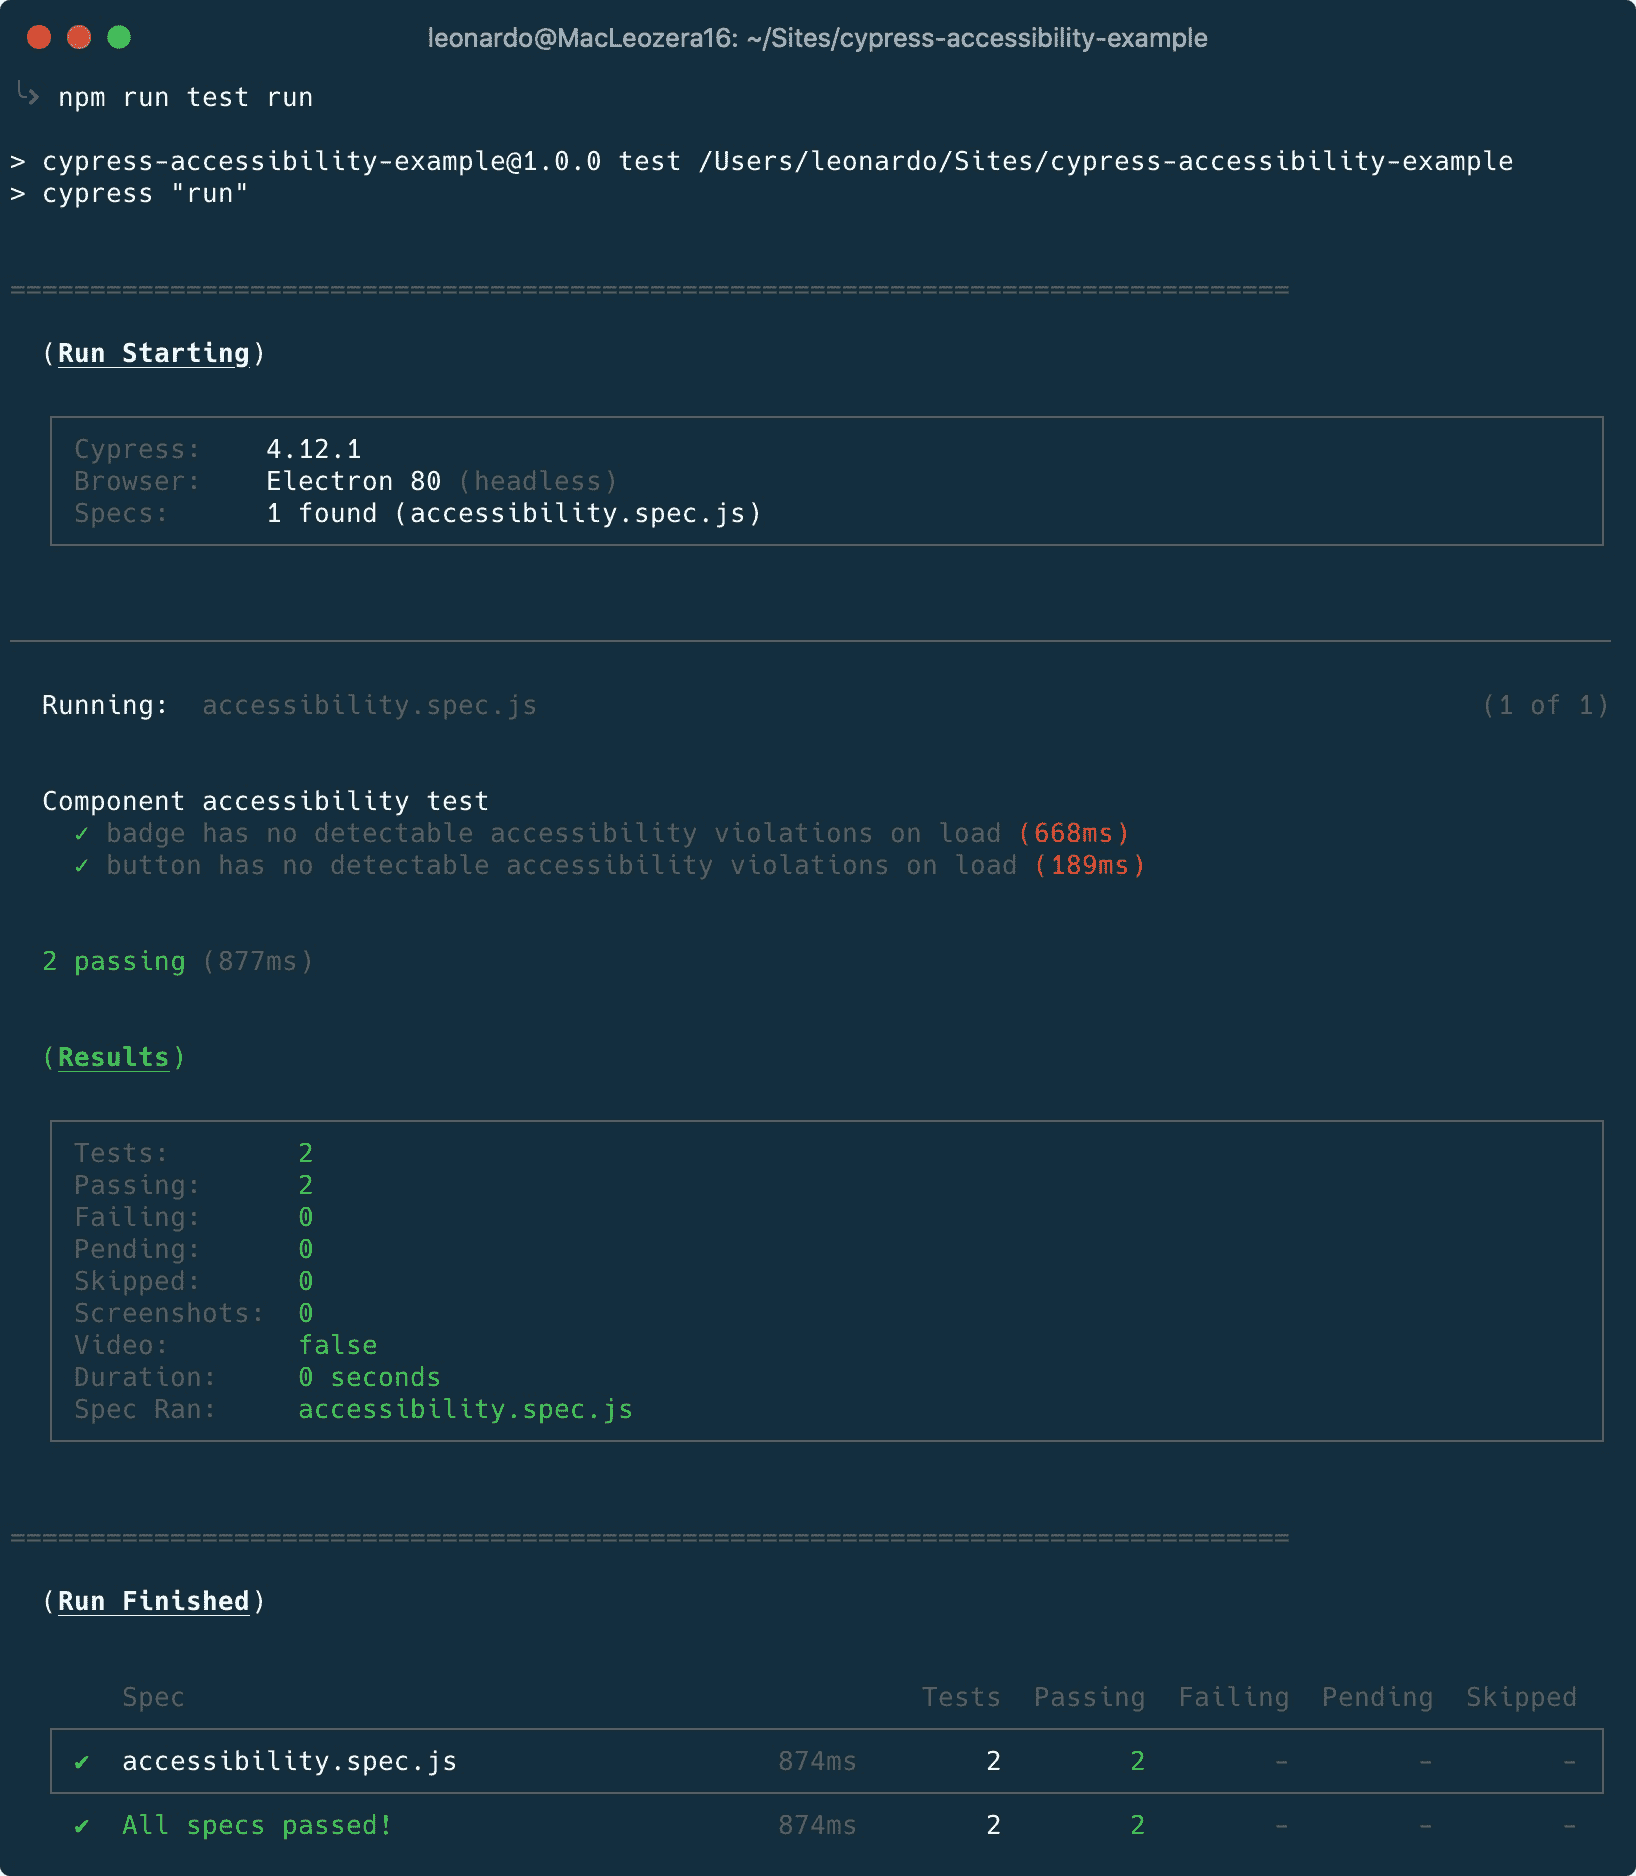 leonardo@MacLeozera16: ~/Sites/cypress-accessibility-example
npm run test run
> cypress-accessibility-example@1.0.0 test /Users/leonardo/Sites/cypress-accessibility-example
> cypress "run"
================================================================================
(Run Starting)
Cypress: 4.12.1
Browser: Electron 80 (headless)
Specs: 1 found (accessibility.spec.js)
Running: accessibility.spec.js (1 of 1)
Component accessibility test
✓ badge has no detectable accessibility violations on load (668ms)
✓ button has no detectable accessibility violations on load (189ms)
2 passing (877ms)
(Results)
Tests: 2
Passing: 2
Failing: 0
Pending: 0
Skipped: 0
Screenshots: 0
Video: false
Duration: 0 seconds
Spec Ran: accessibility.spec.js
================================================================================
(Run Finished)
Spec Tests Passing Failing Pending Skipped
✔ accessibility.spec.js 874ms 2 2 - - -
✔ All specs passed! 874ms 2 2 - - -